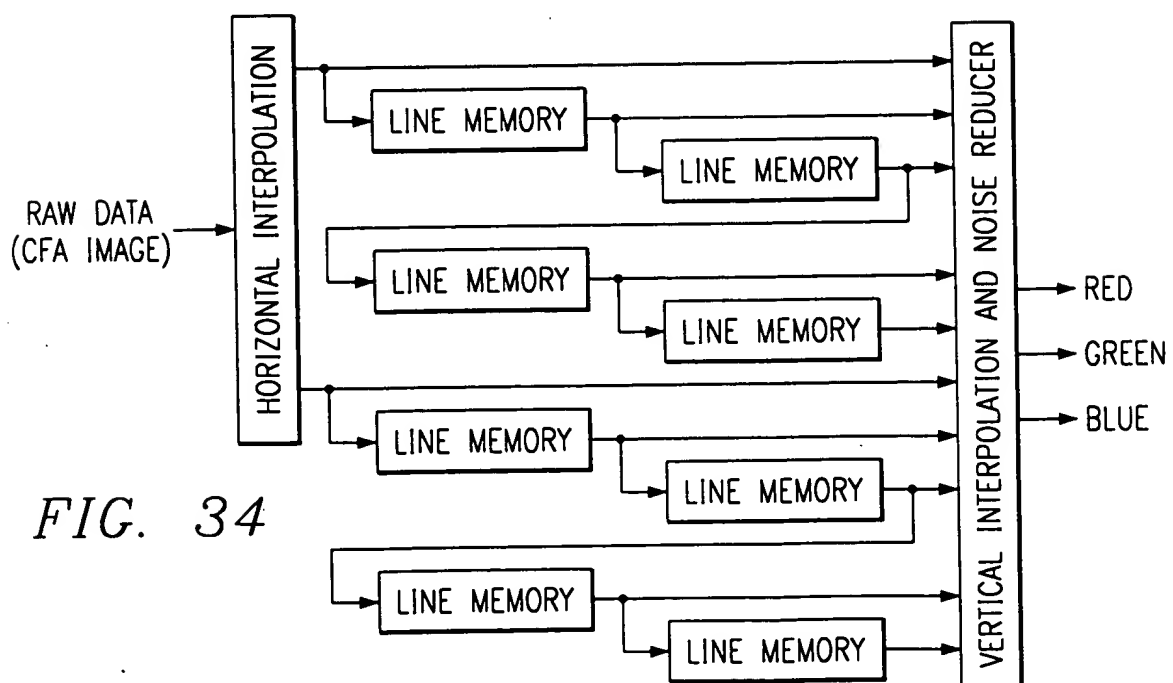 HORIZONTAL INTERPOLATION
RAW DATA
(CFA IMAGE)
LINE MEMORY
LINE MEMORY
LINE MEMORY
LINE MEMORY
LINE MEMORY
LINE MEMORY
LINE MEMORY
LINE MEMORY
VERTICAL INTERPOLATION AND NOISE REDUCER
RED
GREEN
BLUE
FIG. 34